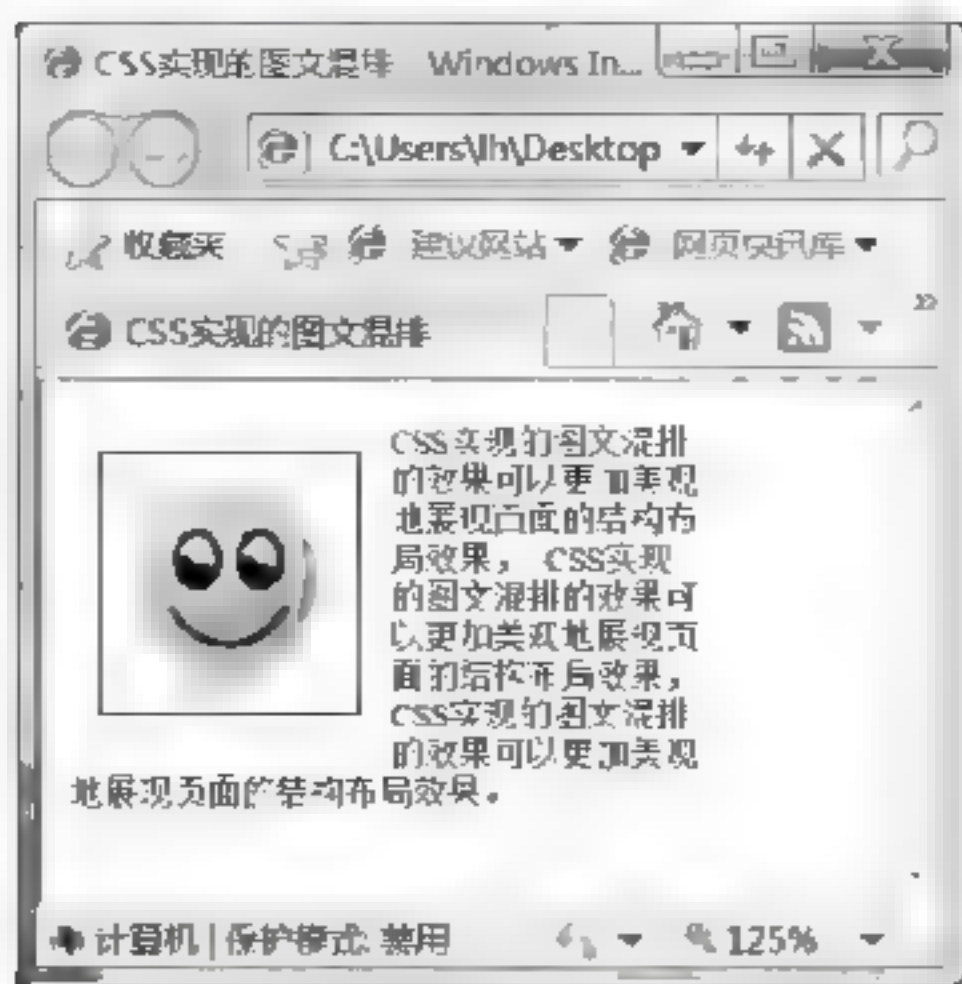 CSS实现的图文混排 Windows In...
C:\Users\lh\Desktop
收藏夹 建议网站 网页快讯库
CSS实现的图文混排
CSS实现的图文混排
的效果可以更加美观
地展现页面的结构布
局效果， CSS实现
的图文混排的效果可
以更加美观地展现页
面的结构布局效果，
CSS实现的图文混排
的效果可以更加美观
地展现页面的结构布局效果。
计算机 | 保护模式: 禁用 125%